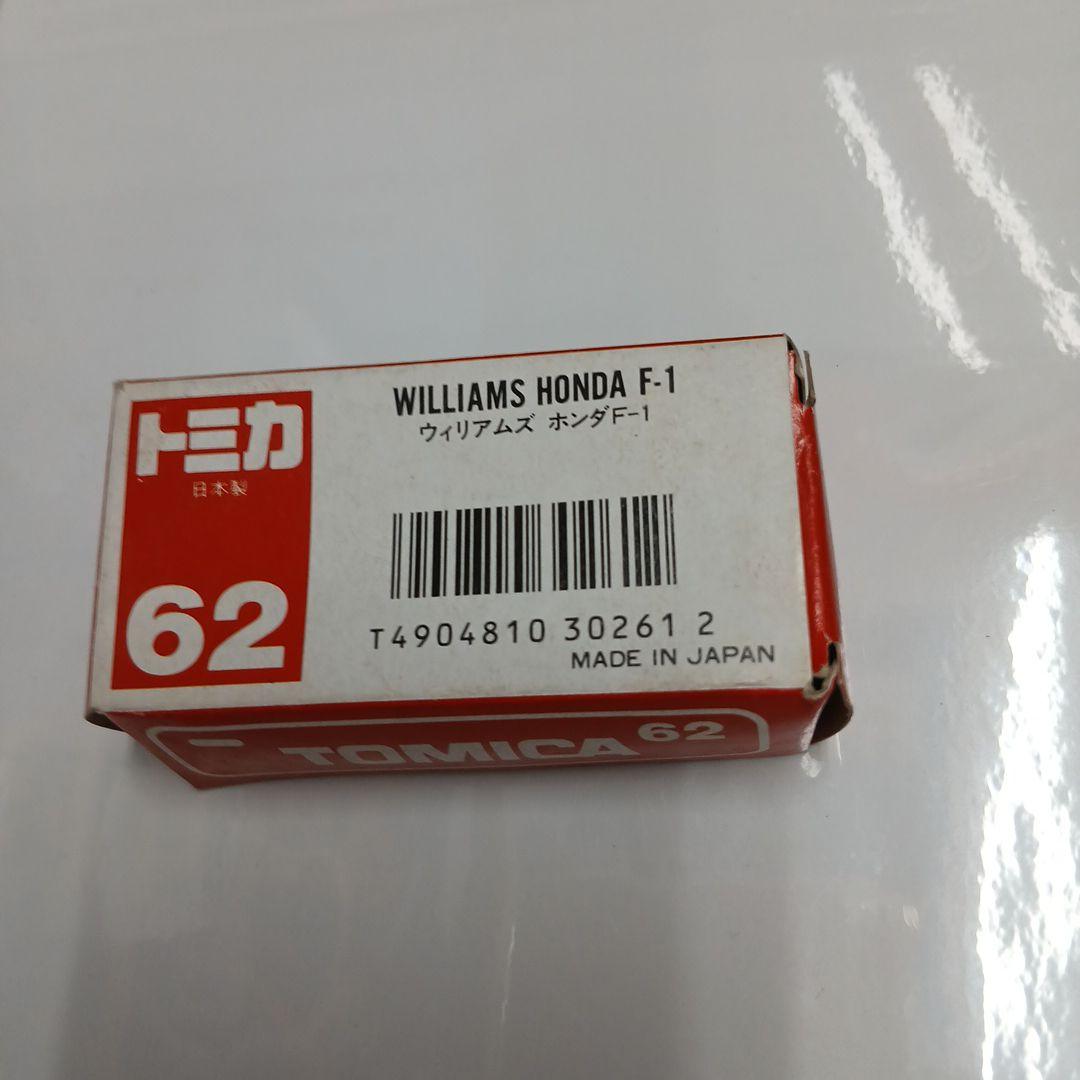 トミカ
日本製
62
WILLIAMS HONDA F-1
ウィリアムズ ホンダF-1
T4904810 30261 2
MADE IN JAPAN
TOMICA 62